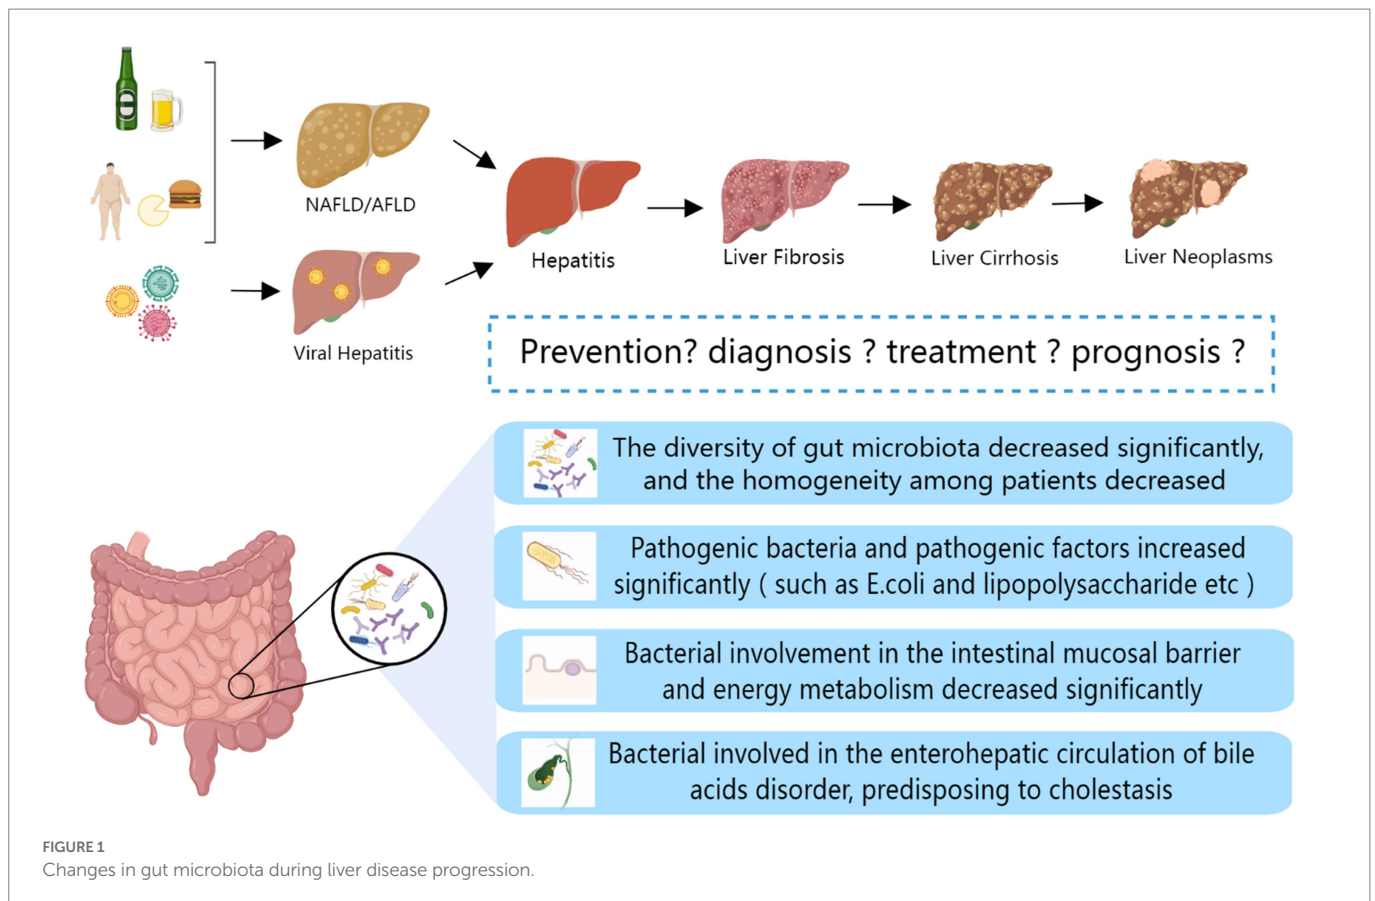 NAFLD/AFLD
Hepatitis
Liver Fibrosis
Liver Cirrhosis
Liver Neoplasms
Viral Hepatitis
Prevention? diagnosis ? treatment ? prognosis ?
The diversity of gut microbiota decreased significantly,
and the homogeneity among patients decreased
Pathogenic bacteria and pathogenic factors increased
significantly ( such as E.coli and lipopolysaccharide etc )
Bacterial involvement in the intestinal mucosal barrier
and energy metabolism decreased significantly
Bacterial involved in the enterohepatic circulation of bile
acids disorder, predisposing to cholestasis
FIGURE 1
Changes in gut microbiota during liver disease progression.